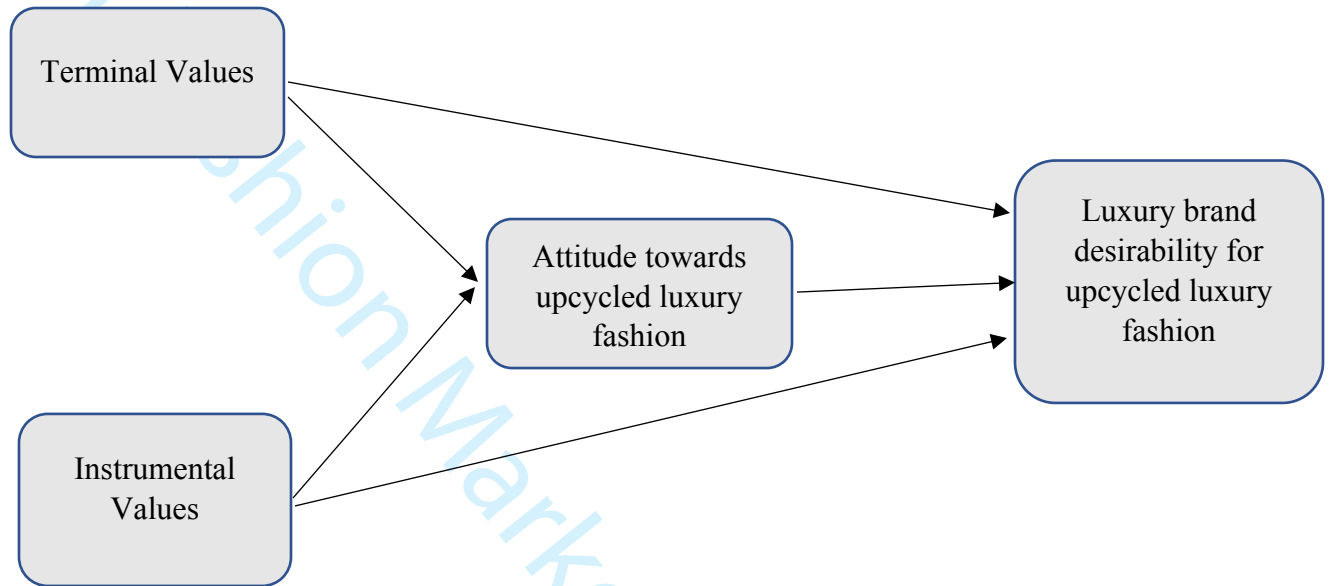 Terminal Values
Attitude towards
upcycled luxury
fashion
Luxury brand
desirability for
upcycled luxury
fashion
Instrumental
Values